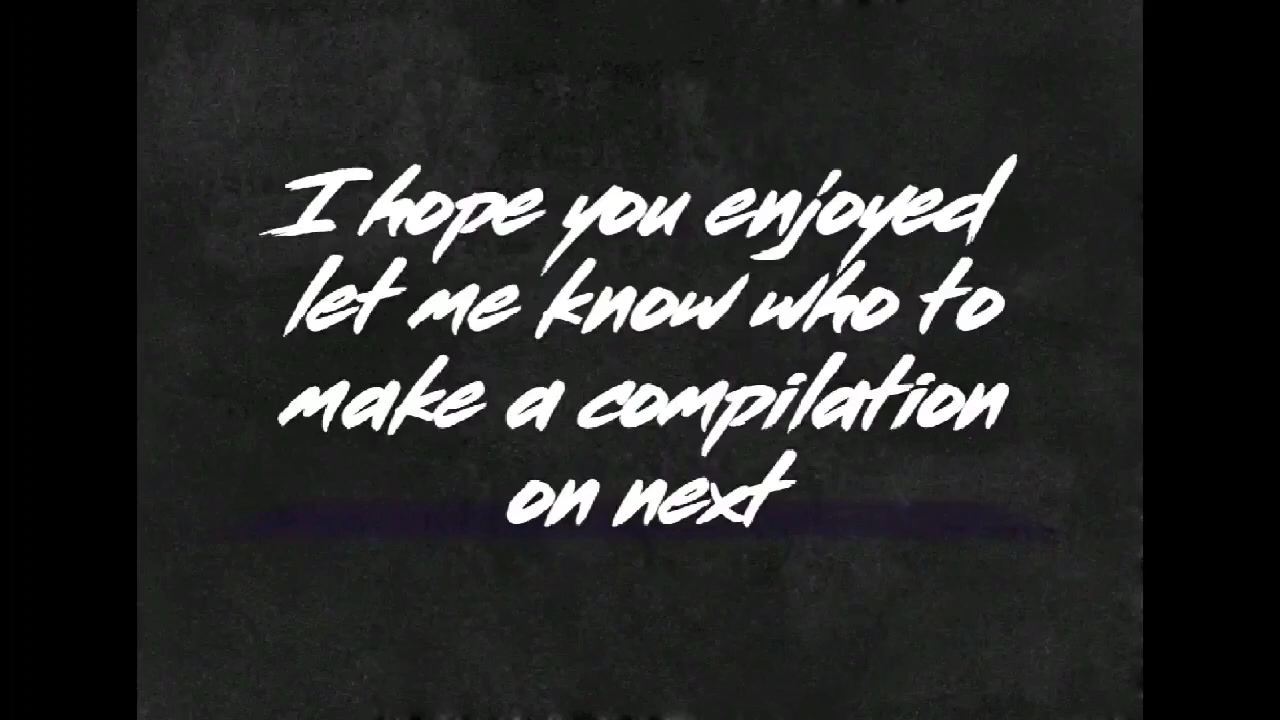 I hope you enjoyed
let me know who to
make a compilation
on next